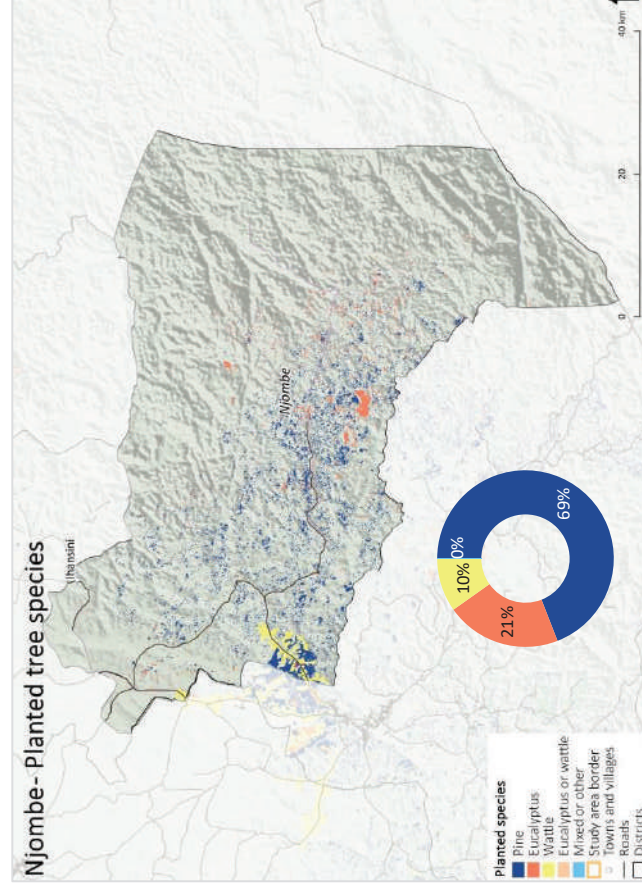 Njombe- Planted tree species
Ilhansini
Njombe
0%
10%
21%
69%
Planted species
Pine
Eucalyptus
Wattle
Eucalyptus or wattle
Mixed or other
Study area border
Towns and villages
Roads
Districts
0
20
40 km